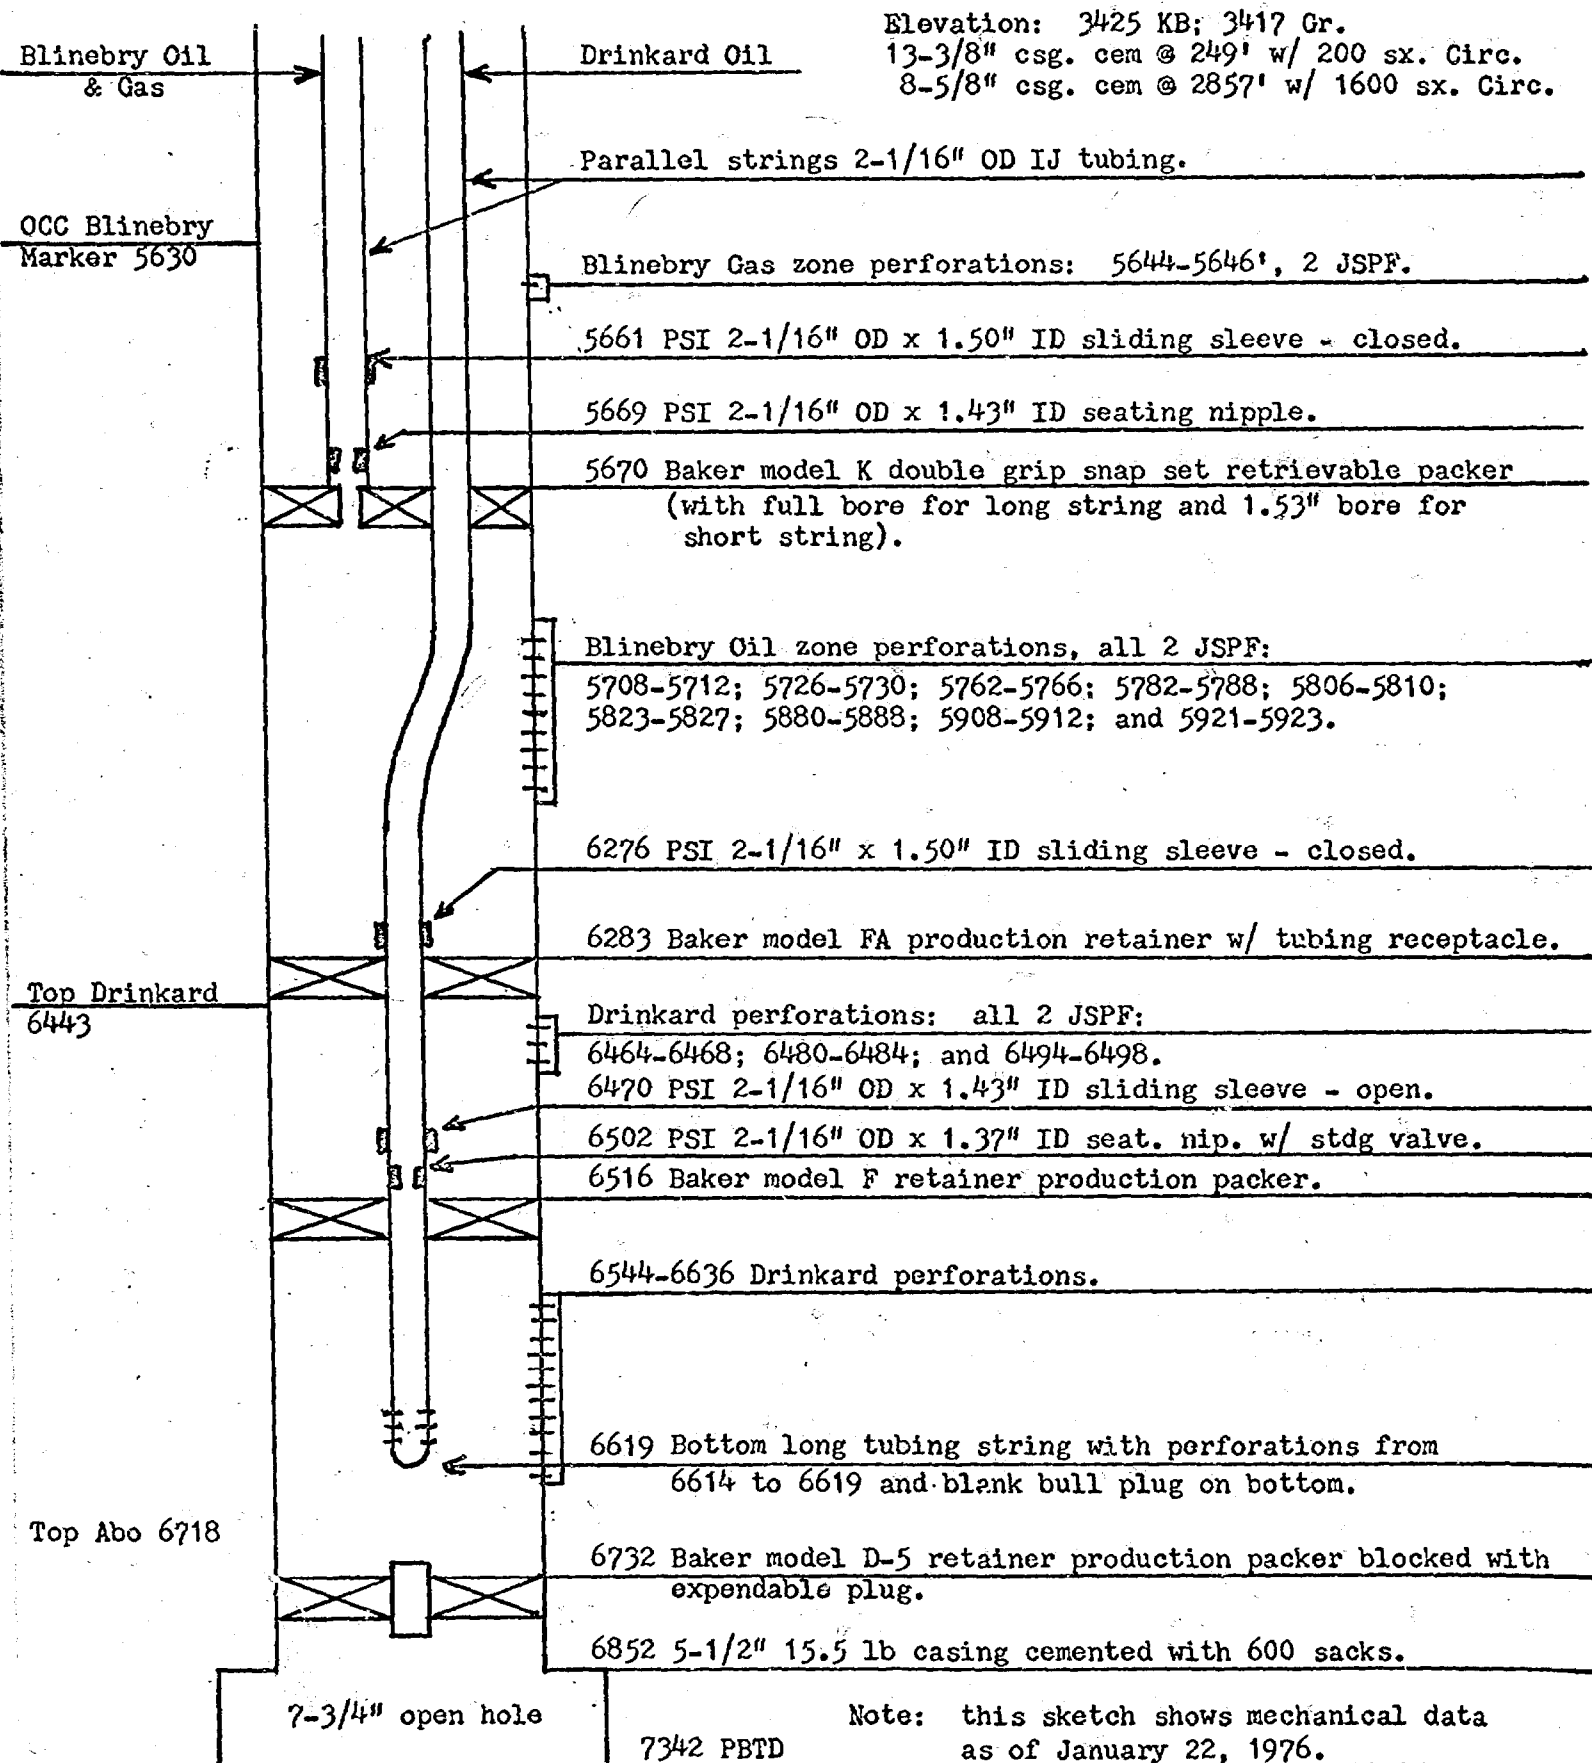 Elevation: 3425 KB; 3417 Gr.
13-3/8" csg. cem @ 249' w/ 200 sx. Circ.
8-5/8" csg. cem @ 2857' w/ 1600 sx. Circ.
Blinebry Oil
& Gas
Drinkard Oil
Parallel strings 2-1/16" OD IJ tubing.
OCC Blinebry
Marker 5630
Blinebry Gas zone perforations: 5644-5646', 2 JSPF.
5661 PSI 2-1/16" OD x 1.50" ID sliding sleeve - closed.
5669 PSI 2-1/16" OD x 1.43" ID seating nipple.
5670 Baker model K double grip snap set retrievable packer
(with full bore for long string and 1.53" bore for
short string).
Blinebry Oil zone perforations, all 2 JSPF:
5708-5712; 5726-5730; 5762-5766; 5782-5788; 5806-5810;
5823-5827; 5880-5888; 5908-5912; and 5921-5923.
6276 PSI 2-1/16" x 1.50" ID sliding sleeve - closed.
6283 Baker model FA production retainer w/ tubing receptacle.
Top Drinkard
6443
Drinkard perforations: all 2 JSPF:
6464-6468; 6480-6484; and 6494-6498.
6470 PSI 2-1/16" OD x 1.43" ID sliding sleeve - open.
6502 PSI 2-1/16" OD x 1.37" ID seat. nip. w/ stdg valve.
6516 Baker model F retainer production packer.
6544-6636 Drinkard perforations.
6619 Bottom long tubing string with perforations from
6614 to 6619 and blank bull plug on bottom.
Top Abo 6718
6732 Baker model D-5 retainer production packer blocked with
expendable plug.
6852 5-1/2" 15.5 lb casing cemented with 600 sacks.
7-3/4" open hole
7342 PBTD
Note: this sketch shows mechanical data
as of January 22, 1976.